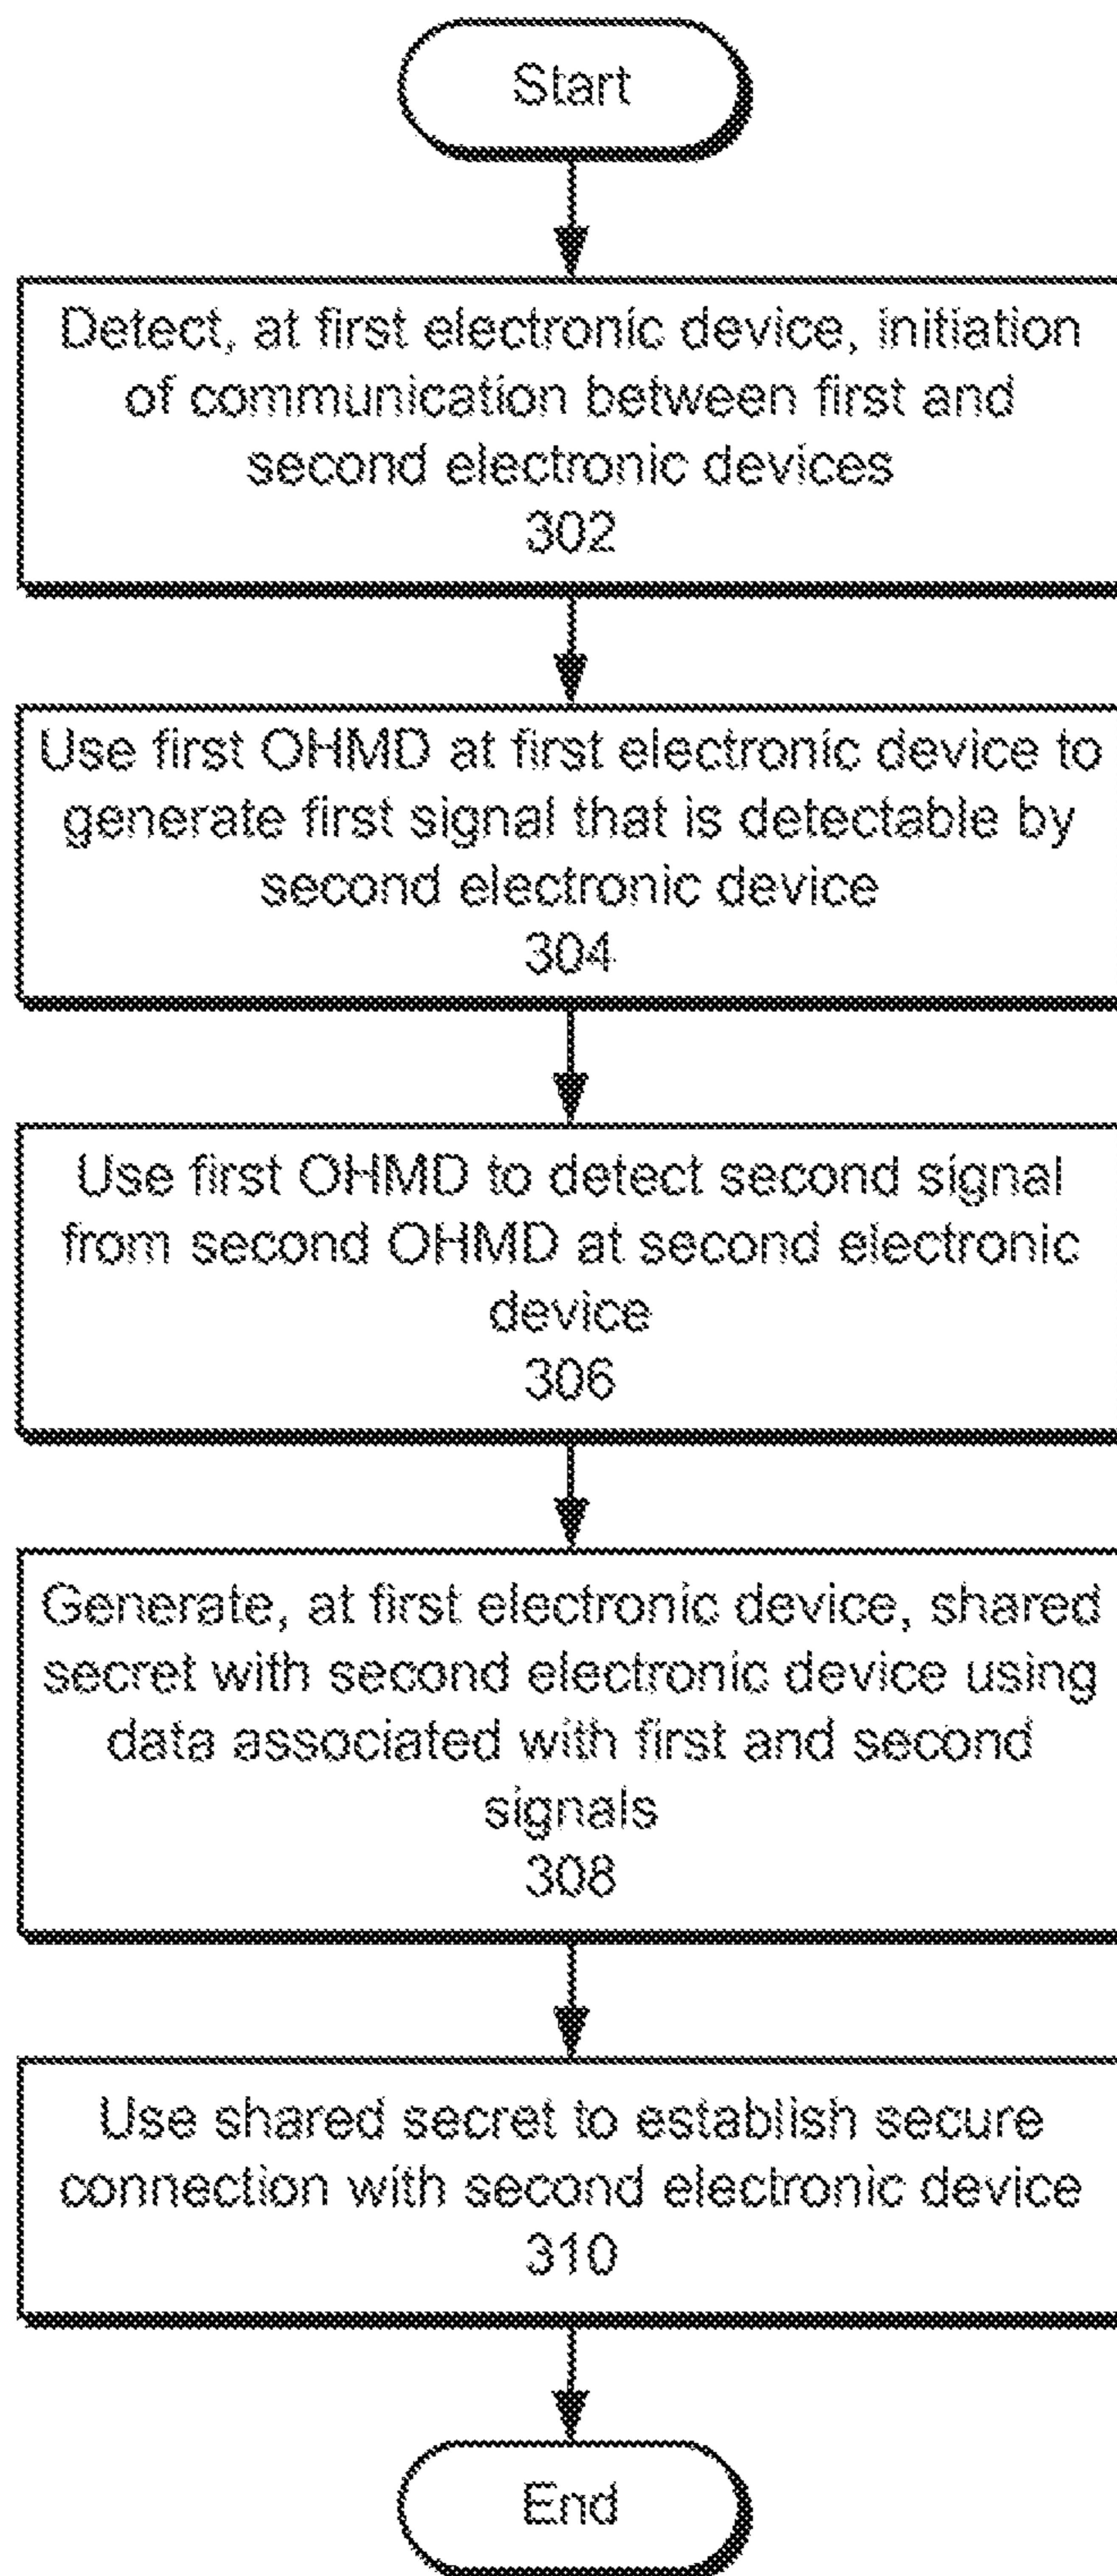 Start
Detect, at first electronic device, initiation
of communication between first and
second electronic devices
302
Use first OHMD at first electronic device to
generate first signal that is detectable by
second electronic device
304
Use first OHMD to detect second signal
from second OHMD at second electronic
device
306
Generate, at first electronic device, shared
secret with second electronic device using
data associated with first and second
signals
308
Use shared secret to establish secure
connection with second electronic device
310
End